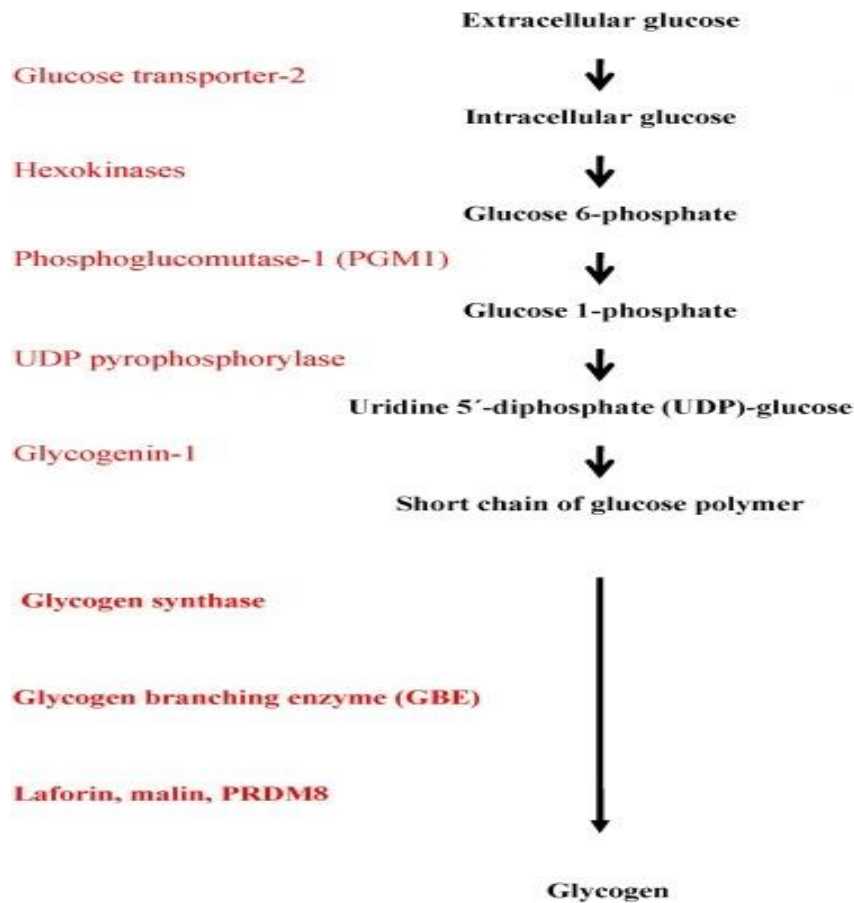 Extracellular glucose
Glucose transporter-2
Intracellular glucose
Hexokinases
Glucose 6-phosphate
Phosphoglucomutase-1 (PGM1)
Glucose 1-phosphate
UDP pyrophosphorylase
Uridine 5´-diphosphate (UDP)-glucose
Glycogenin-1
Short chain of glucose polymer
Glycogen synthase
Glycogen branching enzyme (GBE)
Laforin, malin, PRDM8
Glycogen